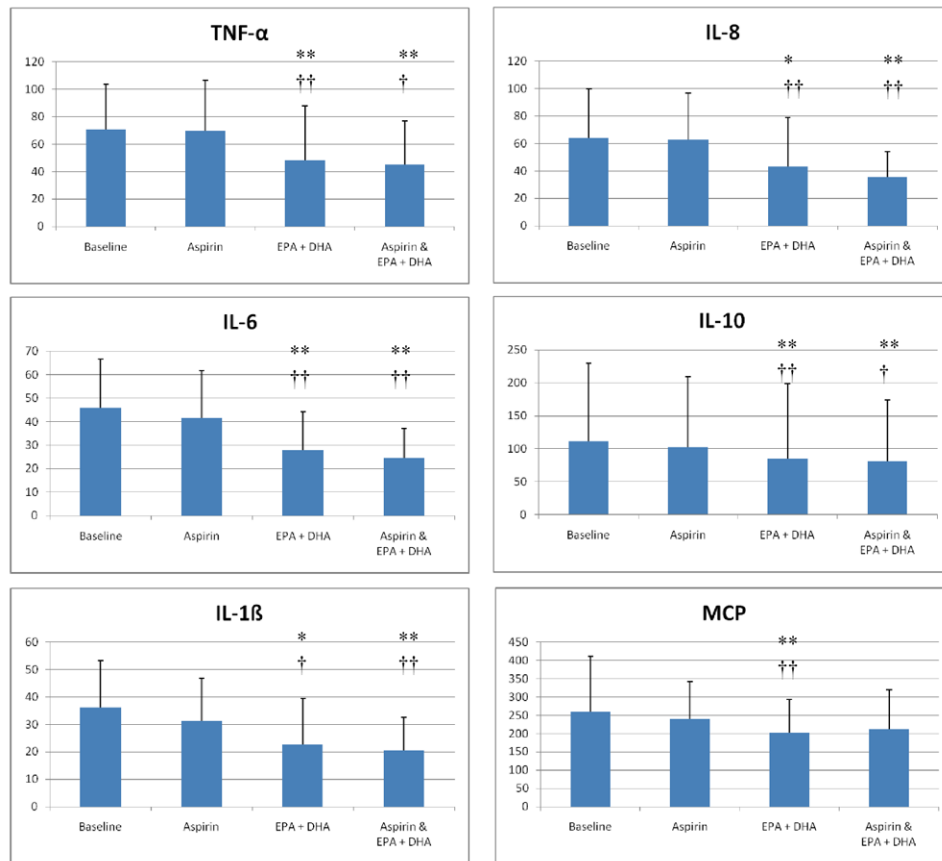 TNF-α
**
**
††
†
120
100
80
60
40
20
0
Baseline
Aspirin
EPA + DHA
Aspirin &
EPA + DHA
IL-8
*
**
††
††
120
100
80
60
40
20
0
Baseline
Aspirin
EPA + DHA
Aspirin &
EPA + DHA
IL-6
**
**
††
††
70
60
50
40
30
20
10
0
Baseline
Aspirin
EPA + DHA
Aspirin &
EPA + DHA
IL-10
**
**
††
†
250
200
150
100
50
0
Baseline
Aspirin
EPA + DHA
Aspirin &
EPA + DHA
IL-1ß
*
**
†
††
60
50
40
30
20
10
0
Baseline
Aspirin
EPA + DHA
Aspirin &
EPA + DHA
MCP
**
††
450
400
350
300
250
200
150
100
50
0
Baseline
Aspirin
EPA + DHA
Aspirin &
EPA + DHA